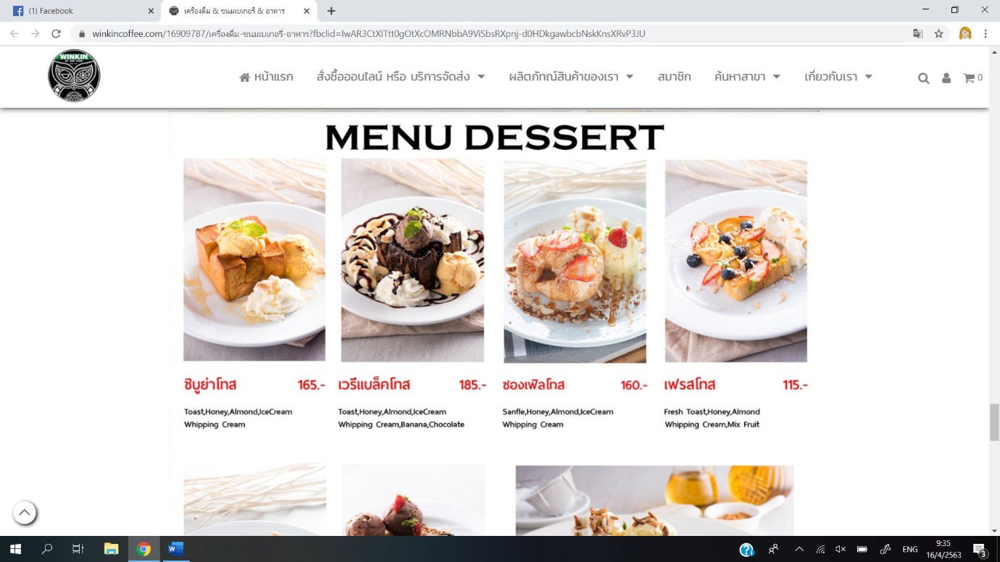 (1) Facebook
เครื่องดื่ม & ขนมเบเกอรี่ & อาหาร
winkincoffee.com/16909787/เครื่องดื่ม-ขนมเบเกอรี่-อาหาร?fbclid=IwAR3CtXITtt0gOtXcOMRNbbA9ViSbsRXpnj-d0HDkgawbcbNskKnsXRvP3JU
WINKIN
หน้าแรก
สั่งซื้อออนไลน์ หรือ บริการจัดส่ง
ผลิตภัณฑ์สินค้าของเรา
สมาชิก
ค้นหาสาขา
เกี่ยวกับเรา
0
MENU DESSERT
ชิบูย่าโทส 165.-
Toast,Honey,Almond,IceCream
Whipping Cream
เวรี่แบล็คโทส 185.-
Toast,Honey,Almond,IceCream
Whipping Cream,Banana,Chocolate
ซองเฟิลโทส 160.-
Sanfle,Honey,Almond,IceCream
Whipping Cream
เฟรสโทส 115.-
Fresh Toast,Honey,Almond
Whipping Cream,Mix Fruit
ENG
9:35
16/4/2563
3